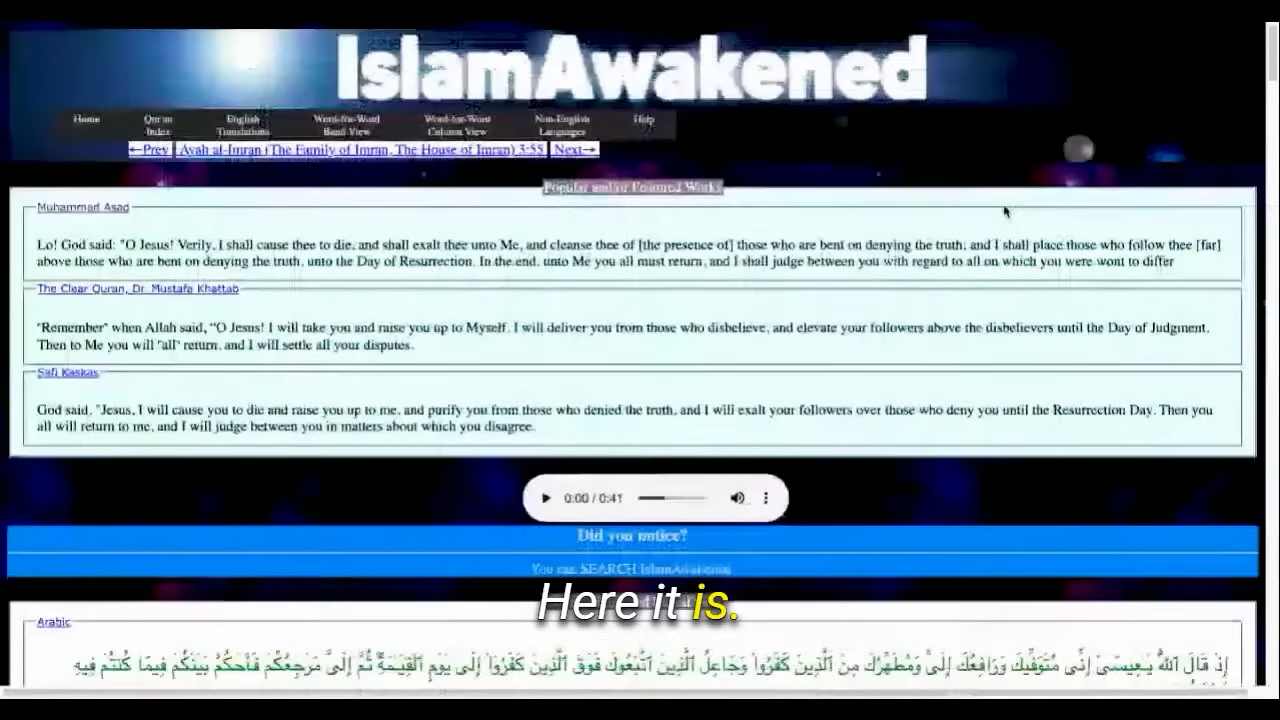 IslamAwakened
Home Qur'an Index English Translations Word-for-Word Band View Word-for-Word Column View Non-English Languages Help
←Prev Ayah al-Imran (The Family of Imran, The House of Imran) 3:55 Next→
Popular and/or Featured Works
Muhammad Asad
Lo! God said: "O Jesus! Verily, I shall cause thee to die, and shall exalt thee unto Me, and cleanse thee of [the presence of] those who are bent on denying the truth; and I shall place those who follow thee [far]
above those who are bent on denying the truth, unto the Day of Resurrection. In the end, unto Me you all must return, and I shall judge between you with regard to all on which you were wont to differ
The Clear Quran, Dr. Mustafa Khattab
"Remember" when Allah said, "O Jesus! I will take you and raise you up to Myself. I will deliver you from those who disbelieve, and elevate your followers above the disbelievers until the Day of Judgment.
Then to Me you will "all" return, and I will settle all your disputes.
Safi Kaskas
God said, "Jesus, I will cause you to die and raise you up to me, and purify you from those who denied the truth, and I will exalt your followers over those who deny you until the Resurrection Day. Then you
all will return to me, and I will judge between you in matters about which you disagree.
0:00 / 0:41
Did you notice?
You can SEARCH IslamAwakened
Here it is.
Arabic
إِذْ قَالَ ٱللَّهُ يَـٰعِيسَىٰٓ إِنِّى مُتَوَفِّيكَ وَرَافِعُكَ إِلَىَّ وَمُطَهِّرُكَ مِنَ ٱلَّذِينَ كَفَرُوا۟ وَجَاعِلُ ٱلَّذِينَ ٱتَّبَعُوكَ فَوْقَ ٱلَّذِينَ كَفَرُوٓا۟ إِلَىٰ يَوْمِ ٱلْقِيَـٰمَةِ ۖ ثُمَّ إِلَىَّ مَرْجِعُكُمْ فَأَحْكُمُ بَيْنَكُمْ فِيمَا كُنتُمْ فِيهِ